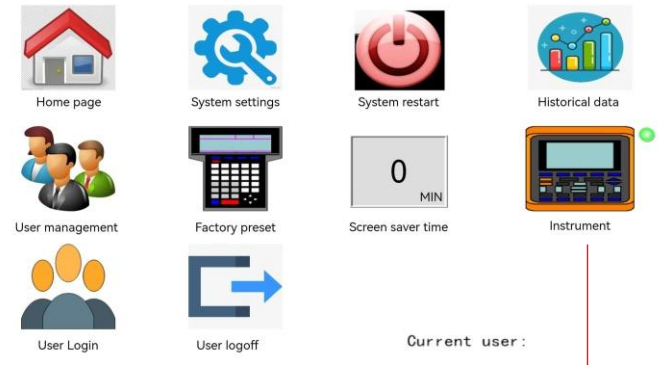 Home page
System settings
System restart
Historical data
0
MIN
User management
Factory preset
Screen saver time
Instrument
User Login
User logoff
Current user: